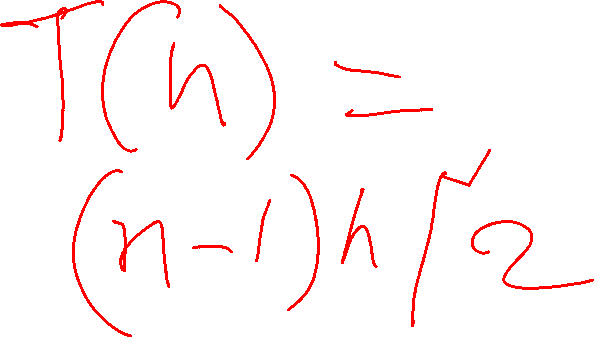 T(n) =
(n-1)n/2